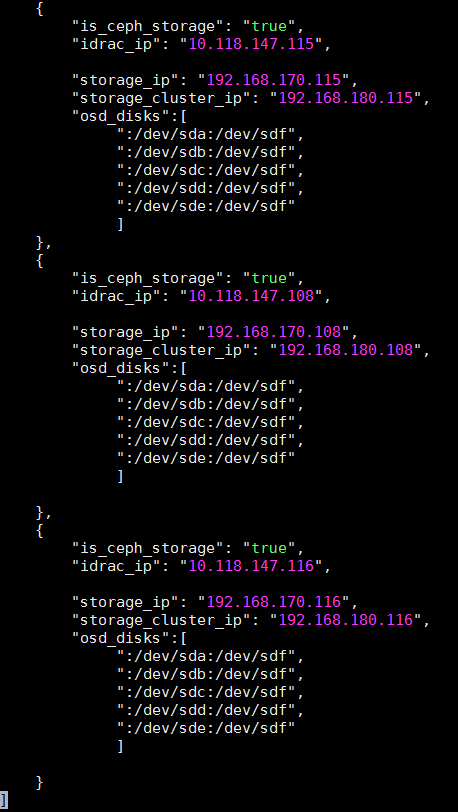 {
"is_ceph_storage": "true",
"idrac_ip": "10.118.147.115",
"storage_ip": "192.168.170.115",
"storage_cluster_ip": "192.168.180.115",
"osd_disks":[
":/dev/sda:/dev/sdf",
":/dev/sdb:/dev/sdf",
":/dev/sdc:/dev/sdf",
":/dev/sdd:/dev/sdf",
":/dev/sde:/dev/sdf"
]
},
{
"is_ceph_storage": "true",
"idrac_ip": "10.118.147.108",
"storage_ip": "192.168.170.108",
"storage_cluster_ip": "192.168.180.108",
"osd_disks":[
":/dev/sda:/dev/sdf",
":/dev/sdb:/dev/sdf",
":/dev/sdc:/dev/sdf",
":/dev/sdd:/dev/sdf",
":/dev/sde:/dev/sdf"
]
},
{
"is_ceph_storage": "true",
"idrac_ip": "10.118.147.116",
"storage_ip": "192.168.170.116",
"storage_cluster_ip": "192.168.180.116",
"osd_disks":[
":/dev/sda:/dev/sdf",
":/dev/sdb:/dev/sdf",
":/dev/sdc:/dev/sdf",
":/dev/sdd:/dev/sdf",
":/dev/sde:/dev/sdf"
]
}
]